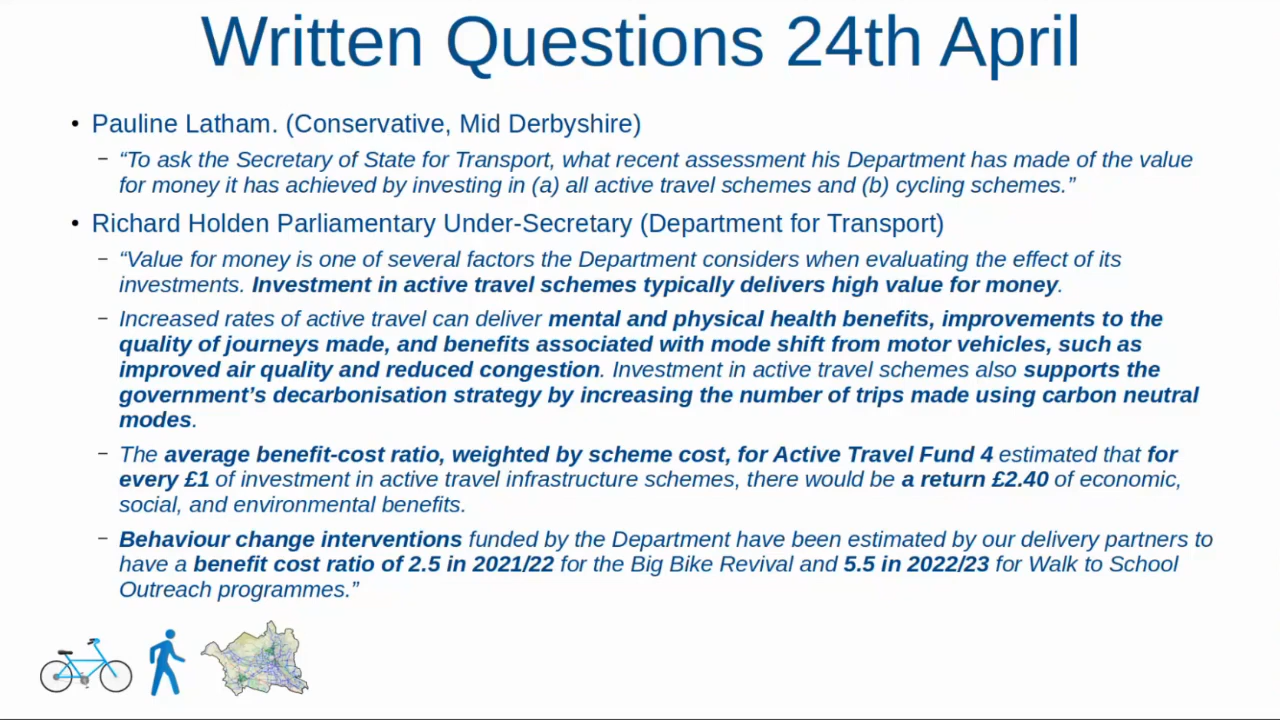 Written Questions 24th April
• Pauline Latham. (Conservative, Mid Derbyshire)
– “To ask the Secretary of State for Transport, what recent assessment his Department has made of the value
for money it has achieved by investing in (a) all active travel schemes and (b) cycling schemes.”
• Richard Holden Parliamentary Under-Secretary (Department for Transport)
– “Value for money is one of several factors the Department considers when evaluating the effect of its
investments. Investment in active travel schemes typically delivers high value for money.
– Increased rates of active travel can deliver mental and physical health benefits, improvements to the
quality of journeys made, and benefits associated with mode shift from motor vehicles, such as
improved air quality and reduced congestion. Investment in active travel schemes also supports the
government’s decarbonisation strategy by increasing the number of trips made using carbon neutral
modes.
– The average benefit-cost ratio, weighted by scheme cost, for Active Travel Fund 4 estimated that for
every £1 of investment in active travel infrastructure schemes, there would be a return £2.40 of economic,
social, and environmental benefits.
– Behaviour change interventions funded by the Department have been estimated by our delivery partners to
have a benefit cost ratio of 2.5 in 2021/22 for the Big Bike Revival and 5.5 in 2022/23 for Walk to School
Outreach programmes.”